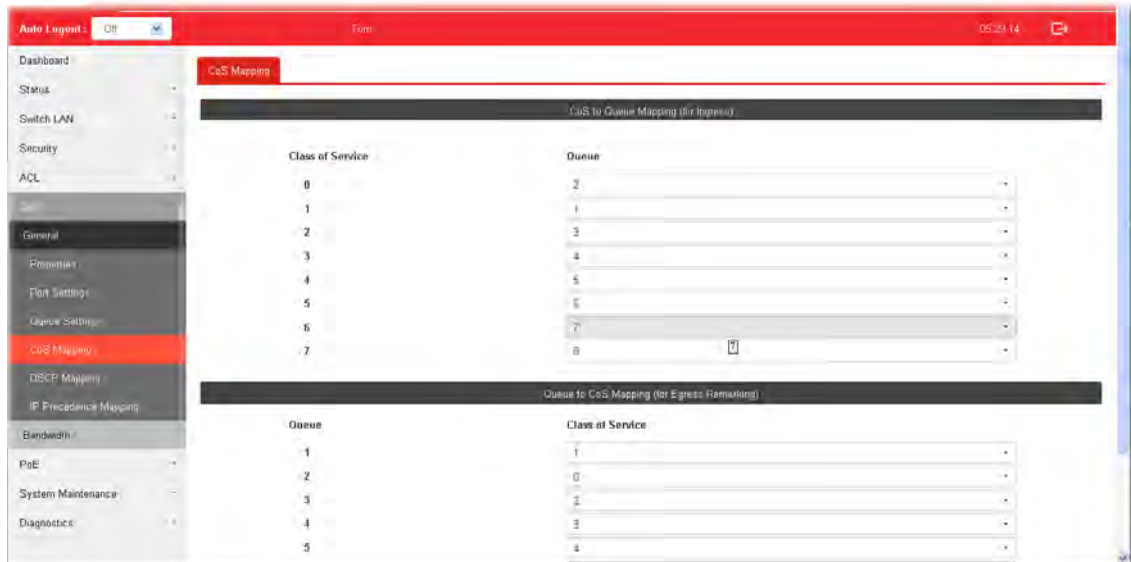 Auto Logout : Off
05:29:14
Dashboard
Status
Switch LAN
Security
ACL
General
Properties
Port Settings
Queue Settings
CoS Mapping
DSCP Mapping
IP Precedence Mapping
Bandwidth
PoE
System Maintenance
Diagnostics
CoS Mapping
CoS to Queue Mapping (for Ingress)
Class of Service Queue
0 2
1 1
2 3
3 4
4 5
5 6
6 7
7 8
Queue to CoS Mapping (for Egress Remarking)
Queue Class of Service
1 1
2 0
3 2
4 3
5 4